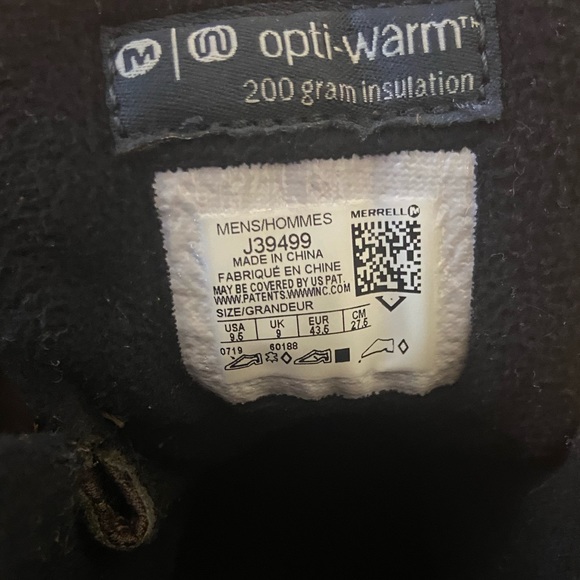 opti-warm™
200 gram insulation
MENS/HOMMES
MERRELL
J39499
MADE IN CHINA
FABRIQUÉ EN CHINE
MAY BE COVERED BY US PAT.
WWW.PATENTS.WWWINC.COM
SIZE/GRANDEUR
USA UK EUR CM
9.5 9 43.5 27.5
0719 60188